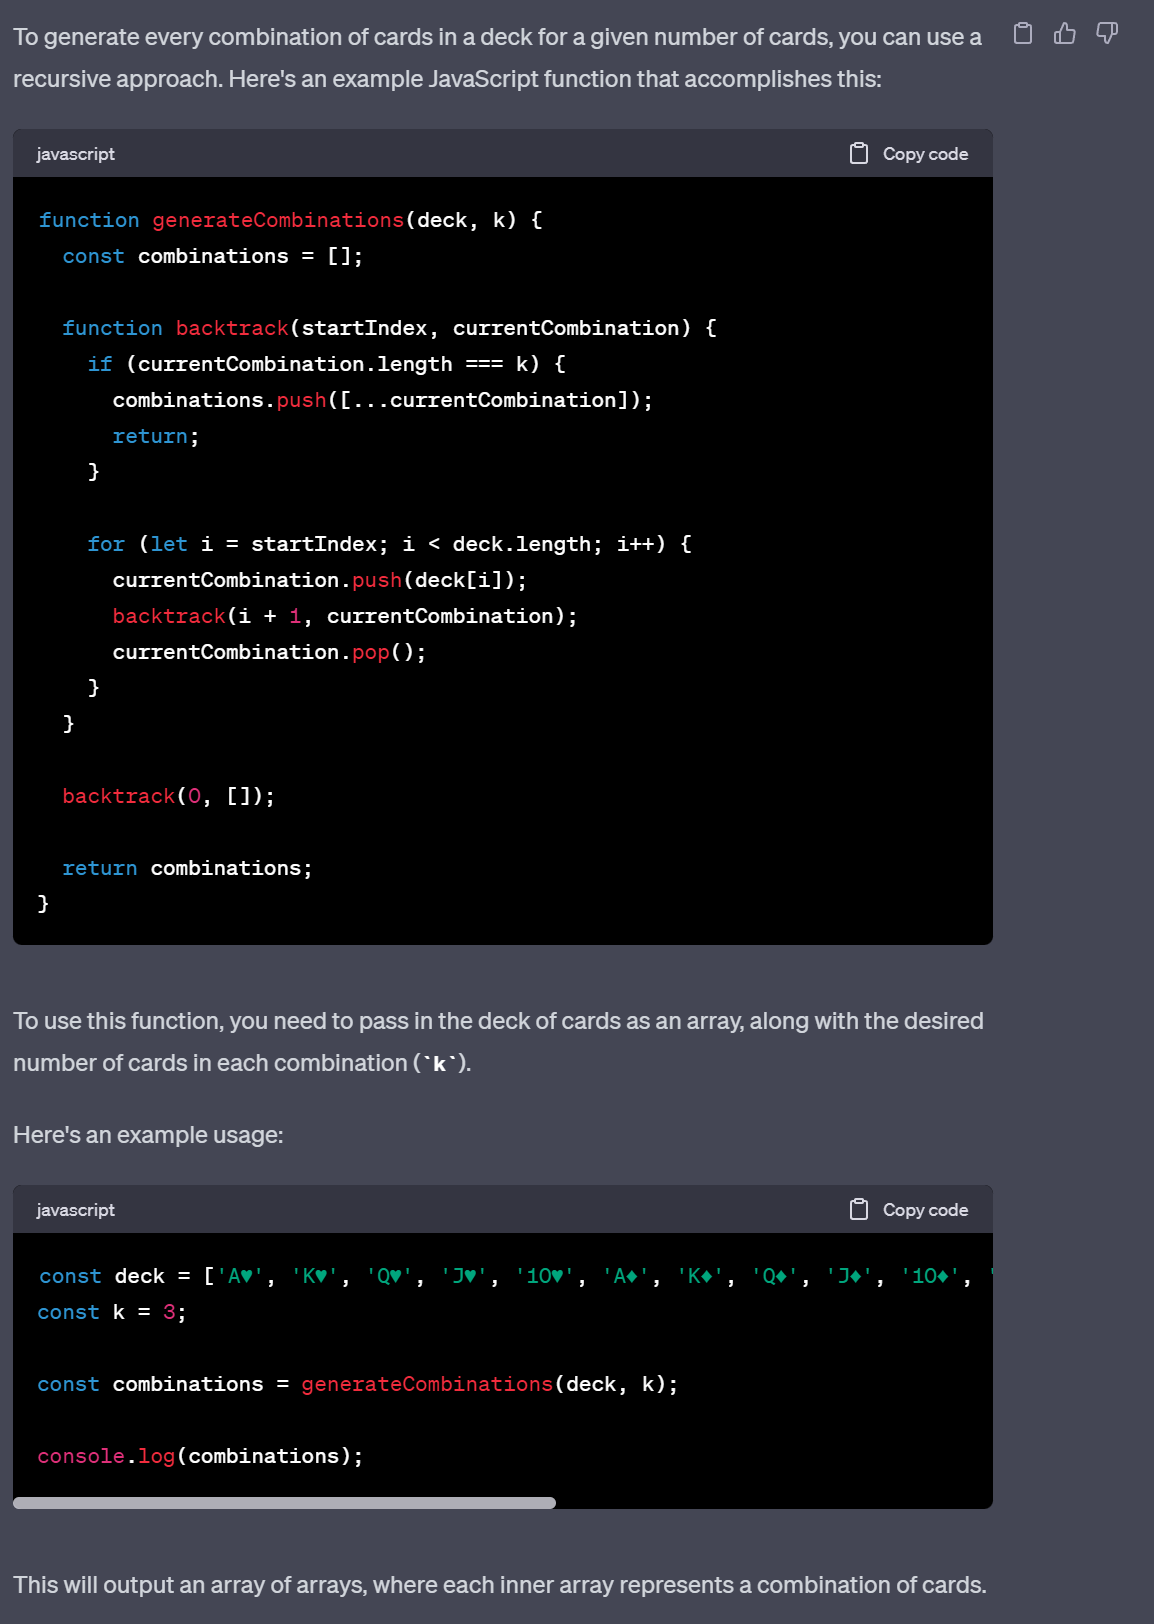 To generate every combination of cards in a deck for a given number of cards, you can use a
recursive approach. Here's an example JavaScript function that accomplishes this:
javascript
Copy code
function generateCombinations(deck, k) {
  const combinations = [];

  function backtrack(startIndex, currentCombination) {
    if (currentCombination.length === k) {
      combinations.push([...currentCombination]);
      return;
    }

    for (let i = startIndex; i < deck.length; i++) {
      currentCombination.push(deck[i]);
      backtrack(i + 1, currentCombination);
      currentCombination.pop();
    }
  }

  backtrack(0, []);

  return combinations;
}
To use this function, you need to pass in the deck of cards as an array, along with the desired
number of cards in each combination (`k`).
Here's an example usage:
javascript
Copy code
const deck = ['A♥', 'K♥', 'Q♥', 'J♥', '10♥', 'A♦', 'K♦', 'Q♦', 'J♦', '10♦', '
const k = 3;

const combinations = generateCombinations(deck, k);

console.log(combinations);
This will output an array of arrays, where each inner array represents a combination of cards.